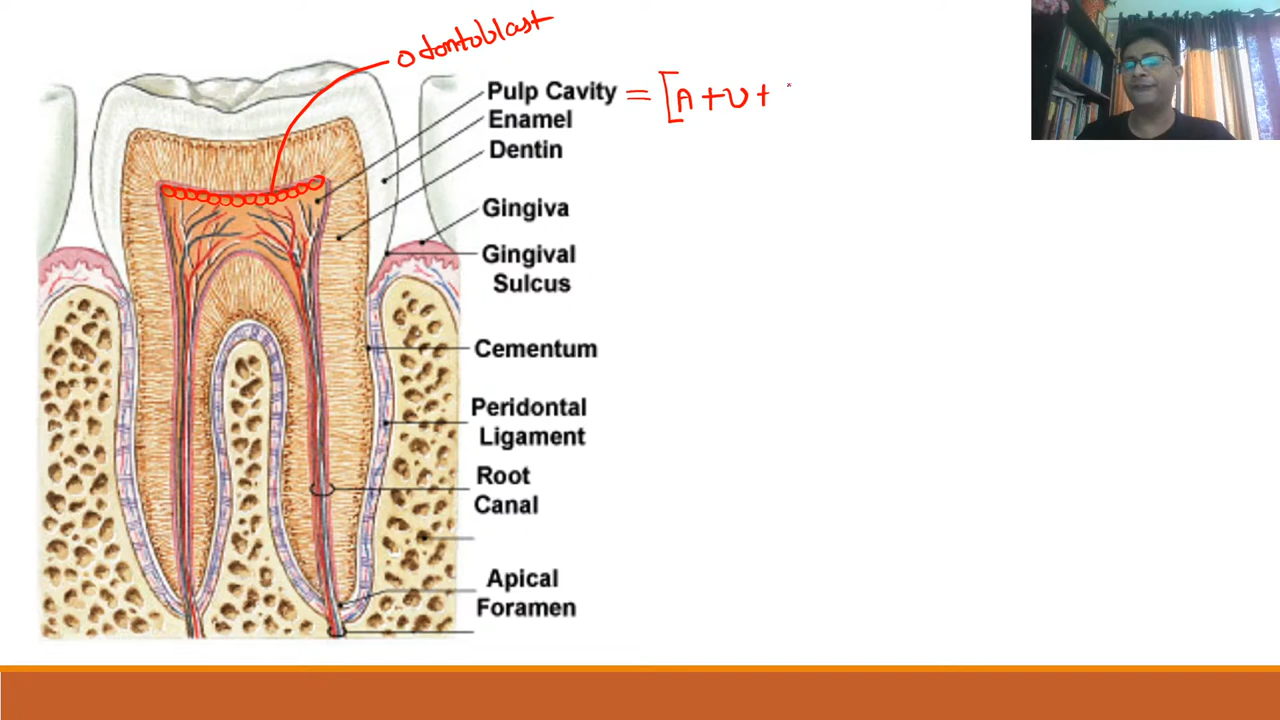 odontoblast
Pulp Cavity = [A+V+
Enamel
Dentin
Gingiva
Gingival
Sulcus
Cementum
Peridontal
Ligament
Root
Canal
Apical
Foramen